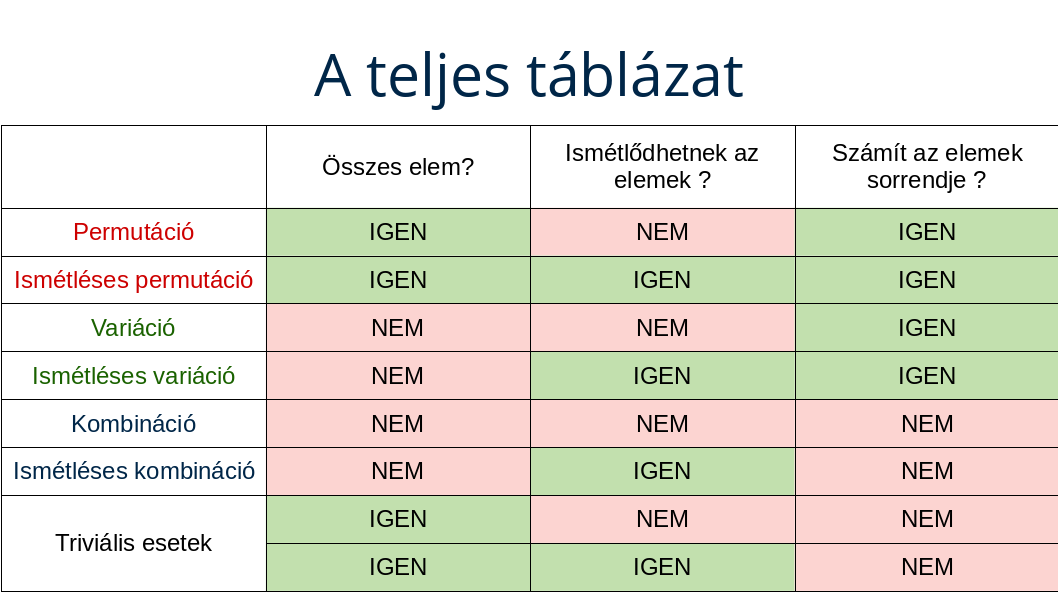 A teljes táblázat
Összes elem?
Ismétlődhetnek az
elemek ?
Számít az elemek
sorrendje ?
Permutáció
IGEN
NEM
IGEN
Ismétléses permutáció
IGEN
IGEN
IGEN
Variáció
NEM
NEM
IGEN
Ismétléses variáció
NEM
IGEN
IGEN
Kombináció
NEM
NEM
NEM
Ismétléses kombináció
NEM
IGEN
NEM
Triviális esetek
IGEN
NEM
NEM
IGEN
IGEN
NEM